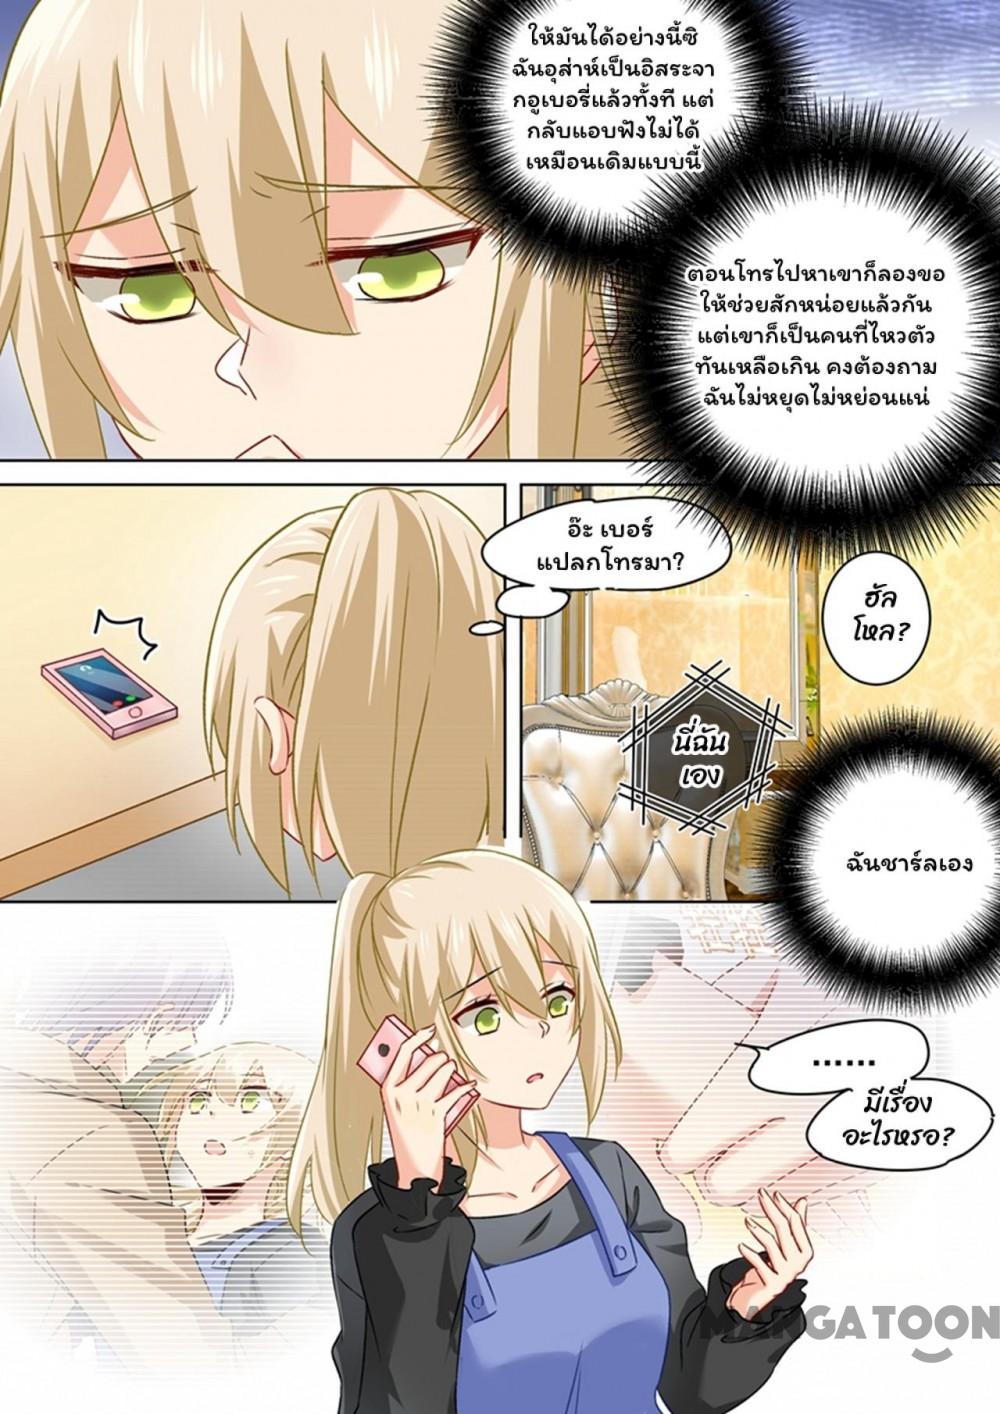 ให้มันได้อย่างนี้ซิ
ฉันอุส่าห์เป็นอิสระจา
กอูเบอรี่แล้วทั้งที แต่
กลับแอบฟังไม่ได้
เหมือนเดิมแบบนี้
ตอนโทรไปหาเขาก็ลองขอ
ให้ช่วยสักหน่อยแล้วกัน
แต่เขาก็เป็นคนที่ไหวตัว
ทันเหลือเกิน คงต้องถาม
ฉันไม่หยุดไม่หย่อนแน่
อ๊ะ เบอร์
แปลกโทรมา?
ฮัล
โหล?
นี่ฉัน
เอง
ฉันชาร์ลเอง
......
มีเรื่อง
อะไรหรอ?
MANGATOON